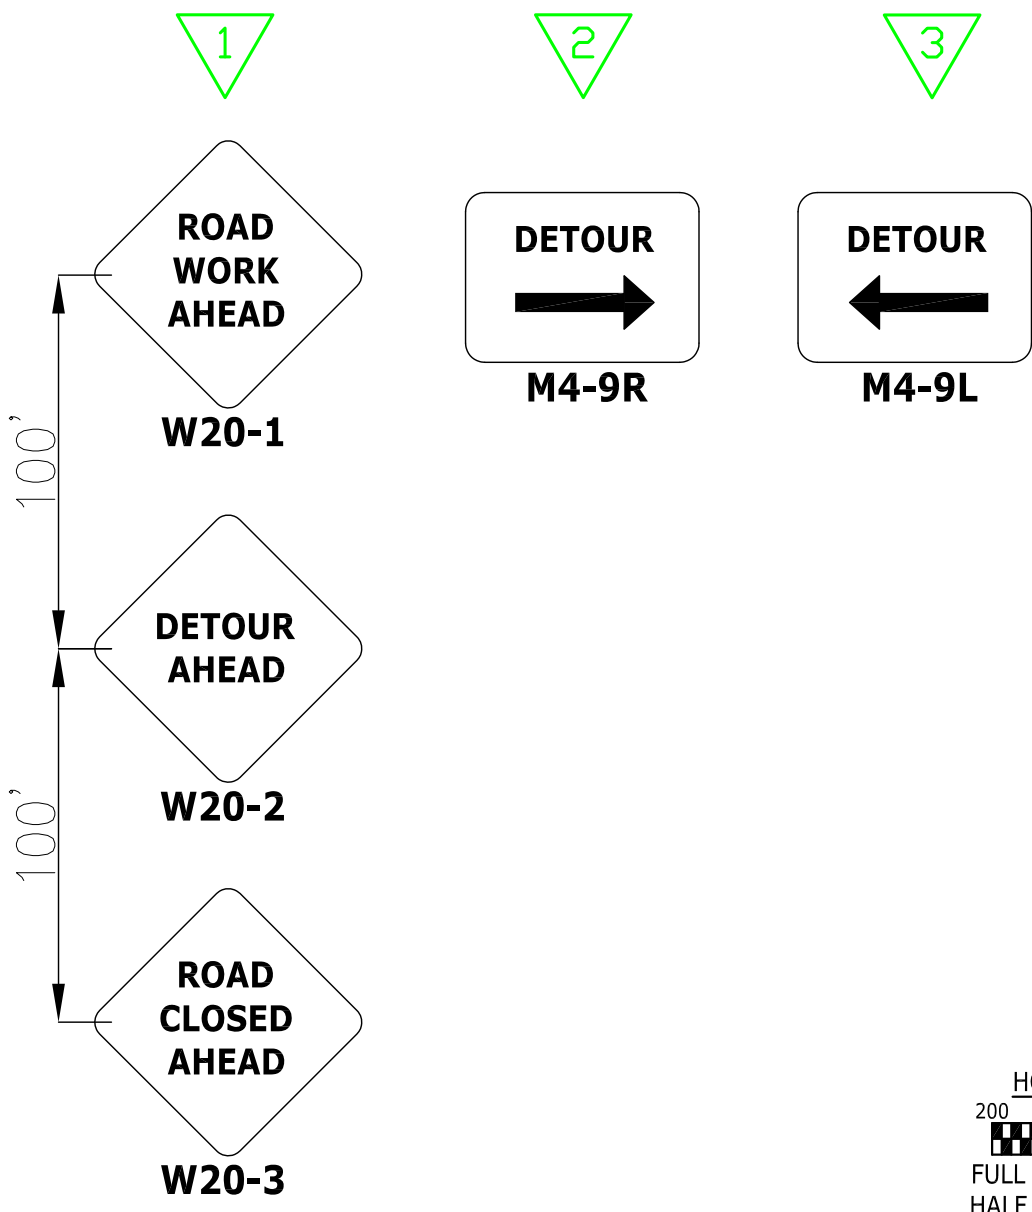 1
2
3
ROAD
WORK
AHEAD
W20-1
DETOUR
M4-9R
DETOUR
M4-9L
100'
DETOUR
AHEAD
W20-2
100'
ROAD
CLOSED
AHEAD
W20-3
200
FULL
HALF